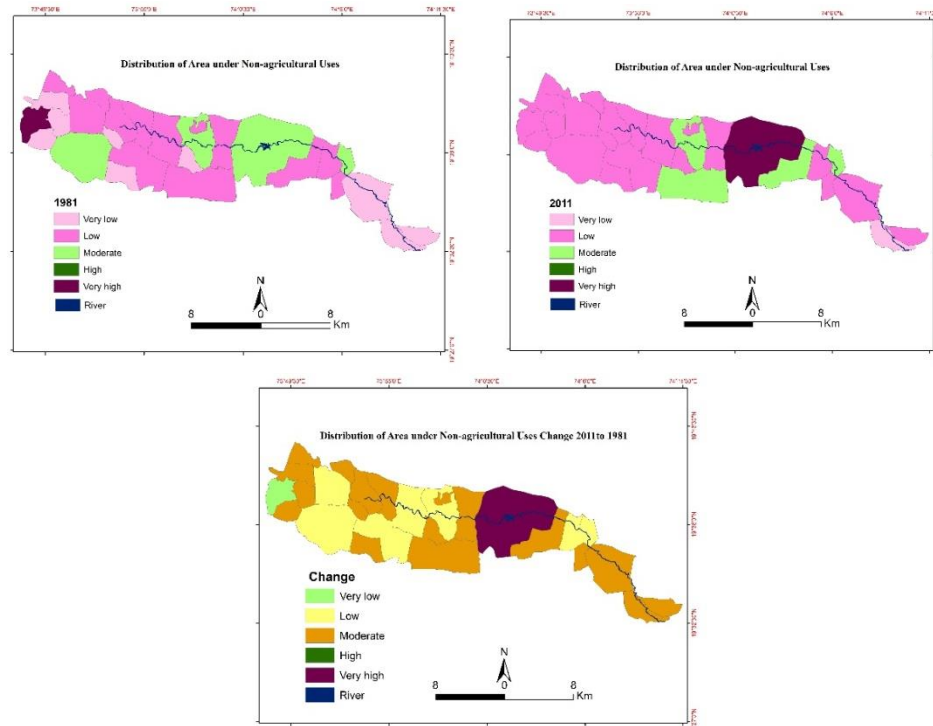 Distribution of Area under Non-agricultural Uses
1981
Very low
Low
Moderate
High
Very high
River
N
8 0 8
Km
Distribution of Area under Non-agricultural Uses
2011
Very low
Low
Moderate
High
Very high
River
N
8 0 8
Km
Distribution of Area under Non-agricultural Uses Change 2011to 1981
Change
Very low
Low
Moderate
High
Very high
River
N
8 0 8
Km